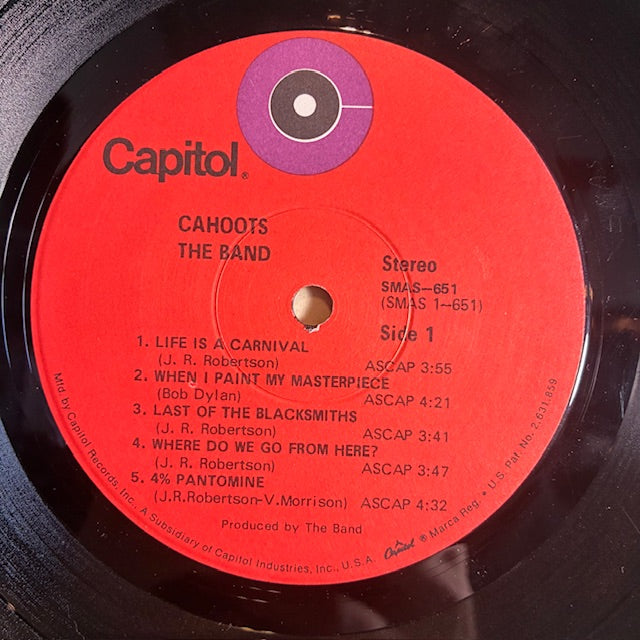 Capitol®
CAHOOTS
THE BAND
Stereo
SMAS—651
(SMAS 1—651)
Side 1
1. LIFE IS A CARNIVAL
(J. R. Robertson) ASCAP 3:55
2. WHEN I PAINT MY MASTERPIECE
(Bob Dylan) ASCAP 4:21
3. LAST OF THE BLACKSMITHS
(J. R. Robertson) ASCAP 3:41
4. WHERE DO WE GO FROM HERE?
(J. R. Robertson) ASCAP 3:47
5. 4% PANTOMINE
(J.R.Robertson-V.Morrison) ASCAP 4:32
Produced by The Band
Mfd by Capitol Records, Inc., A Subsidiary of Capitol Industries, Inc., U.S.A. Capitol ® Marca Reg. • U.S. Pat. No. 2,631,859